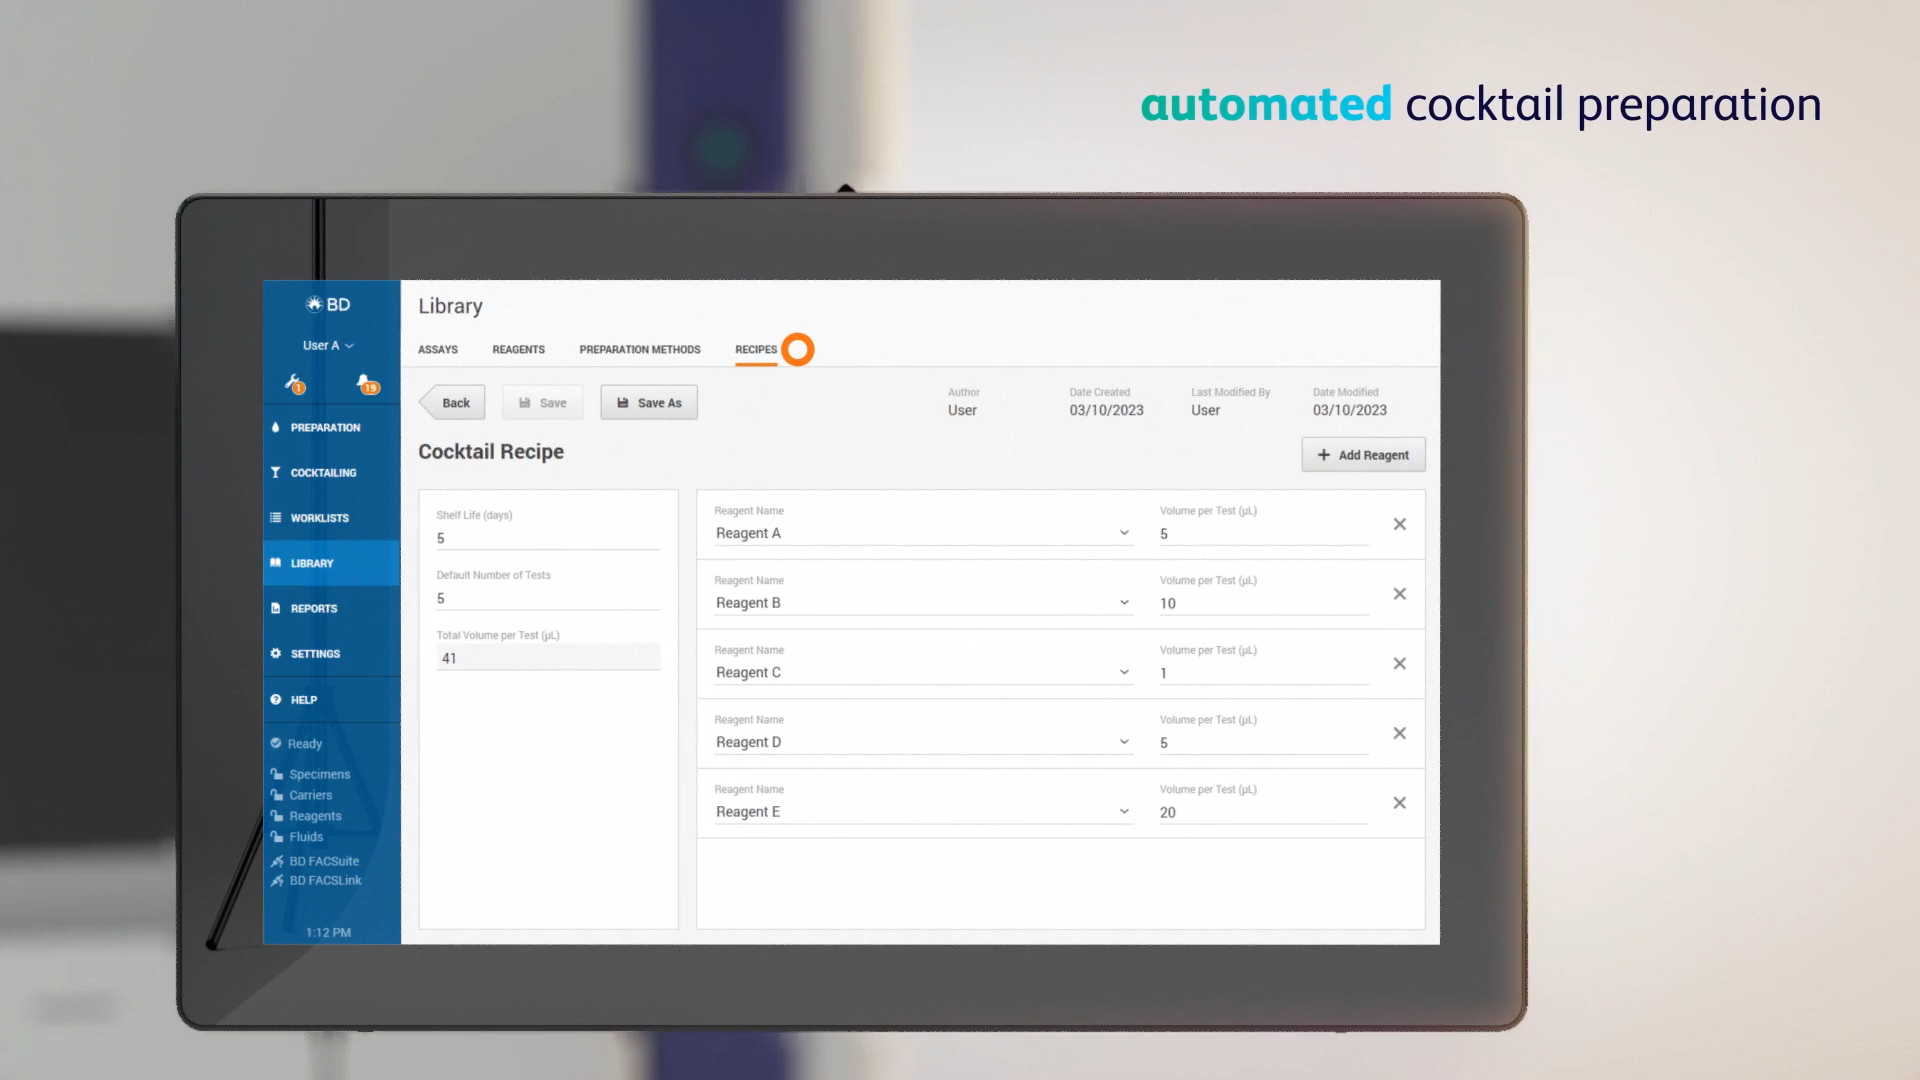 automated cocktail preparation
BD
User A
1
19
PREPARATION
COCKTAILING
WORKLISTS
LIBRARY
REPORTS
SETTINGS
HELP
Ready
Specimens
Carriers
Reagents
Fluids
BD FACSuite
BD FACSLink
1:12 PM
Library
ASSAYS REAGENTS PREPARATION METHODS RECIPES
Back Save Save As
Author Date Created Last Modified By Date Modified
User 03/10/2023 User 03/10/2023
Cocktail Recipe
+ Add Reagent
Shelf Life (days)
5
Default Number of Tests
5
Total Volume per Test (μL)
41
Reagent Name Volume per Test (μL)
Reagent A 5
Reagent Name Volume per Test (μL)
Reagent B 10
Reagent Name Volume per Test (μL)
Reagent C 1
Reagent Name Volume per Test (μL)
Reagent D 5
Reagent Name Volume per Test (μL)
Reagent E 20